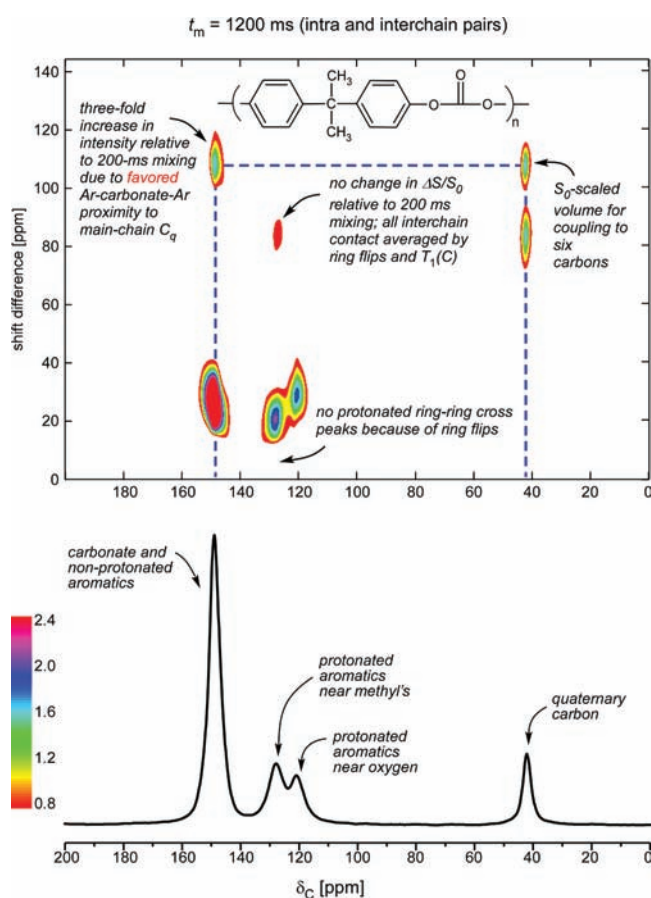 tm = 1200 ms (intra and interchain pairs)
140
120
100
80
60
40
20
0
shift difference [ppm]
three-fold
increase in
intensity relative
to 200-ms mixing
due to favored
Ar-carbonate-Ar
proximity to
main-chain Cq
CH3
C
CH3
O
O
C
O
n
no change in ΔS/S0
relative to 200 ms
mixing; all interchain
contact averaged by
ring flips and T1(C)
S0-scaled
volume for
coupling to
six
carbons
no protonated ring-ring cross
peaks because of ring flips
180 160 140 120 100 80 60 40 20 0
carbonate and
non-protonated
aromatics
protonated
aromatics
near methyl's
protonated
aromatics
near oxygen
quaternary
carbon
2.4
2.0
1.6
1.2
0.8
200 180 160 140 120 100 80 60 40 20 0
δC [ppm]